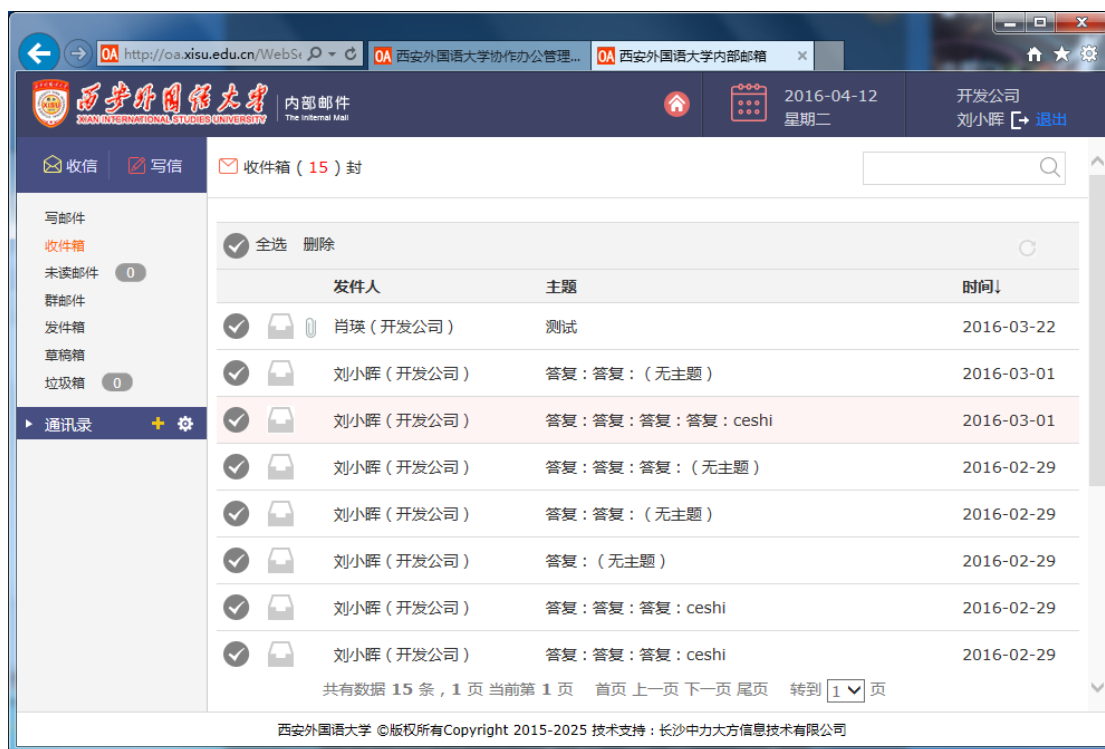 OA http://oa.xisu.edu.cn/WebSe
OA 西安外国语大学协作办公管理...
OA 西安外国语大学内部邮箱
西安外国语大学
XI'AN INTERNATIONAL STUDIES UNIVERSITY
内部邮件
The Internal Mail
2016-04-12
星期二
开发公司
刘小晖 退出
收信 写信
收件箱 ( 15 ) 封
写邮件
收件箱
未读邮件 0
群邮件
发件箱
草稿箱
垃圾箱 0
通讯录
全选 删除
发件人 主题 时间↓
肖瑛 ( 开发公司 ) 测试 2016-03-22
刘小晖 ( 开发公司 ) 答复 : 答复 : ( 无主题 ) 2016-03-01
刘小晖 ( 开发公司 ) 答复 : 答复 : 答复 : 答复 : ceshi 2016-03-01
刘小晖 ( 开发公司 ) 答复 : 答复 : 答复 : ( 无主题 ) 2016-02-29
刘小晖 ( 开发公司 ) 答复 : 答复 : ( 无主题 ) 2016-02-29
刘小晖 ( 开发公司 ) 答复 : ( 无主题 ) 2016-02-29
刘小晖 ( 开发公司 ) 答复 : 答复 : 答复 : ceshi 2016-02-29
刘小晖 ( 开发公司 ) 答复 : 答复 : 答复 : ceshi 2016-02-29
共有数据 15 条 , 1 页 当前第 1 页 首页 上一页 下一页 尾页 转到 1 页
西安外国语大学 ©版权所有Copyright 2015-2025 技术支持 : 长沙中力大方信息技术有限公司